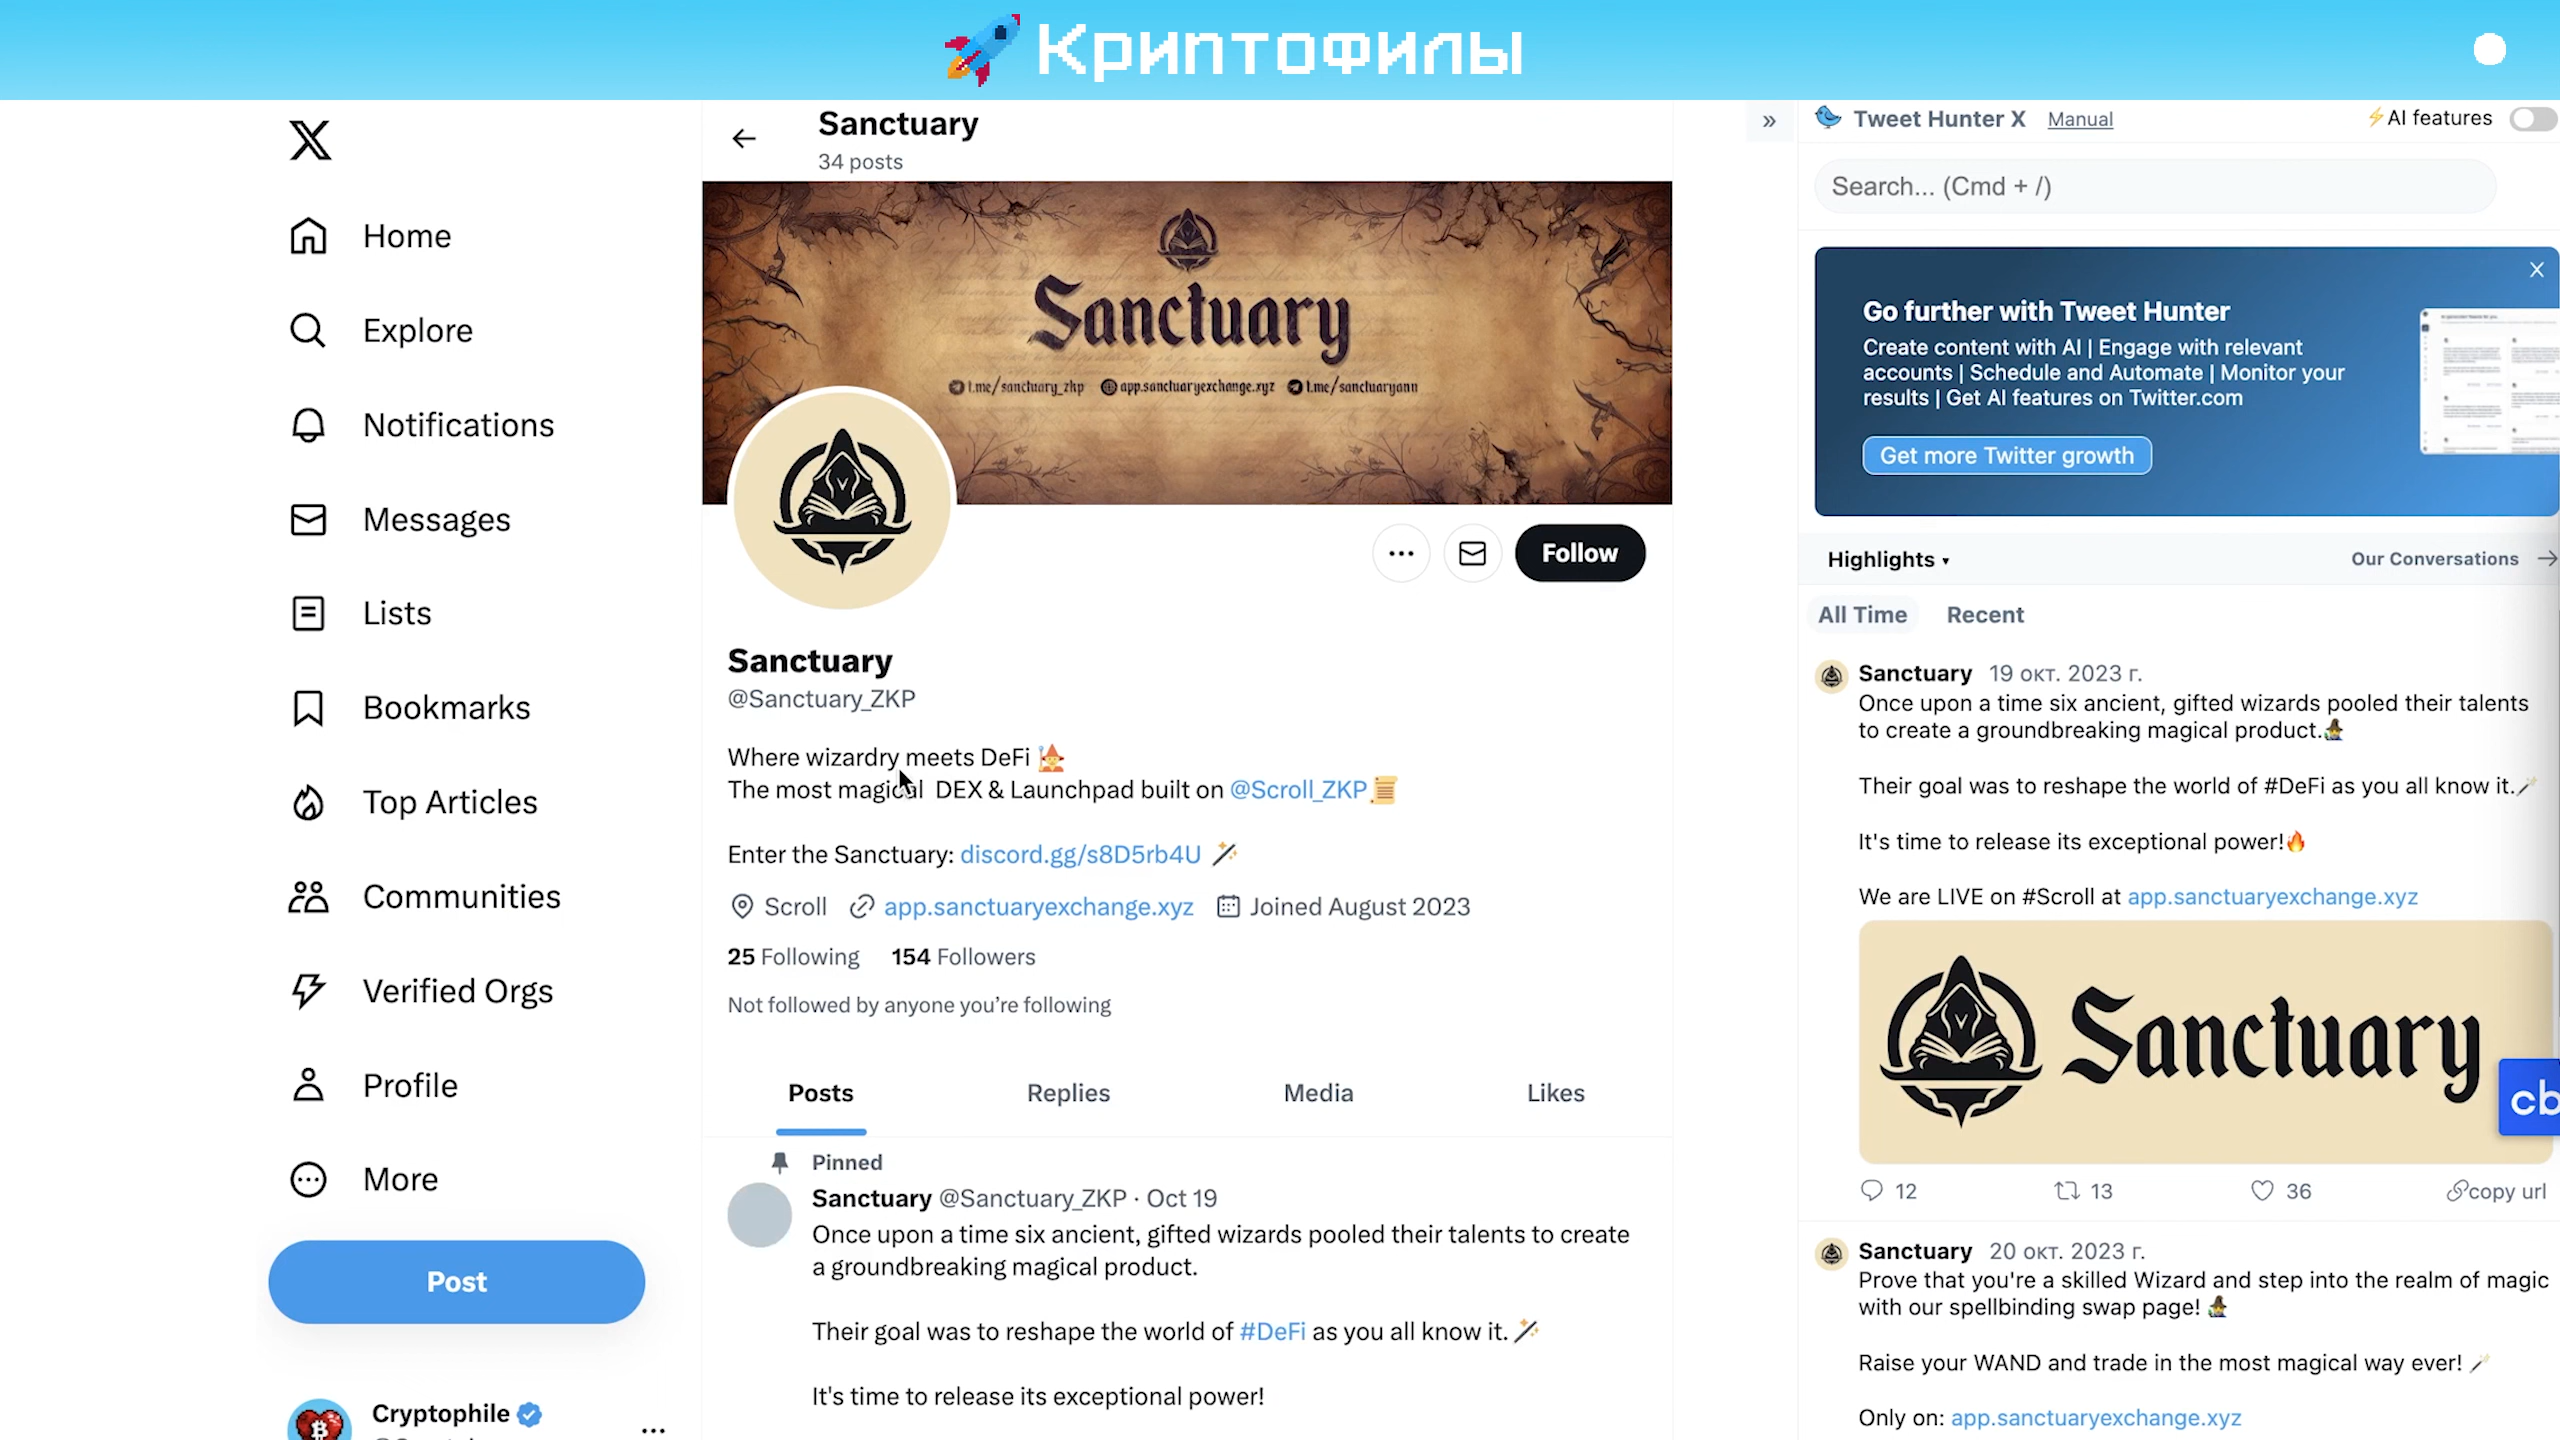 Криптофилы
Home
Explore
Notifications
Messages
Lists
Bookmarks
Top Articles
Communities
Verified Orgs
Profile
More
Post
Cryptophile
Sanctuary
34 posts
Sanctuary
t.me/sanctuary_zkp app.sanctuaryexchange.xyz t.me/sanctuaryann
Follow
Sanctuary
@Sanctuary_ZKP
Where wizardry meets DeFi
The most magical DEX & Launchpad built on @Scroll_ZKP
Enter the Sanctuary: discord.gg/s8D5rb4U
Scroll app.sanctuaryexchange.xyz Joined August 2023
25 Following 154 Followers
Not followed by anyone you’re following
Posts Replies Media Likes
Pinned
Sanctuary @Sanctuary_ZKP · Oct 19
Once upon a time six ancient, gifted wizards pooled their talents to create
a groundbreaking magical product.
Their goal was to reshape the world of #DeFi as you all know it.
It's time to release its exceptional power!
» Tweet Hunter X Manual ⚡AI features
Search... (Cmd + /)
Go further with Tweet Hunter
Create content with AI | Engage with relevant
accounts | Schedule and Automate | Monitor your
results | Get AI features on Twitter.com
Get more Twitter growth
Highlights ▾ Our Conversations →
All Time Recent
Sanctuary 19 окт. 2023 г.
Once upon a time six ancient, gifted wizards pooled their talents
to create a groundbreaking magical product.
Their goal was to reshape the world of #DeFi as you all know it.
It's time to release its exceptional power!
We are LIVE on #Scroll at app.sanctuaryexchange.xyz
Sanctuary
cb
12 13 36 copy url
Sanctuary 20 окт. 2023 г.
Prove that you're a skilled Wizard and step into the realm of magic
with our spellbinding swap page!
Raise your WAND and trade in the most magical way ever!
Only on: app.sanctuaryexchange.xyz